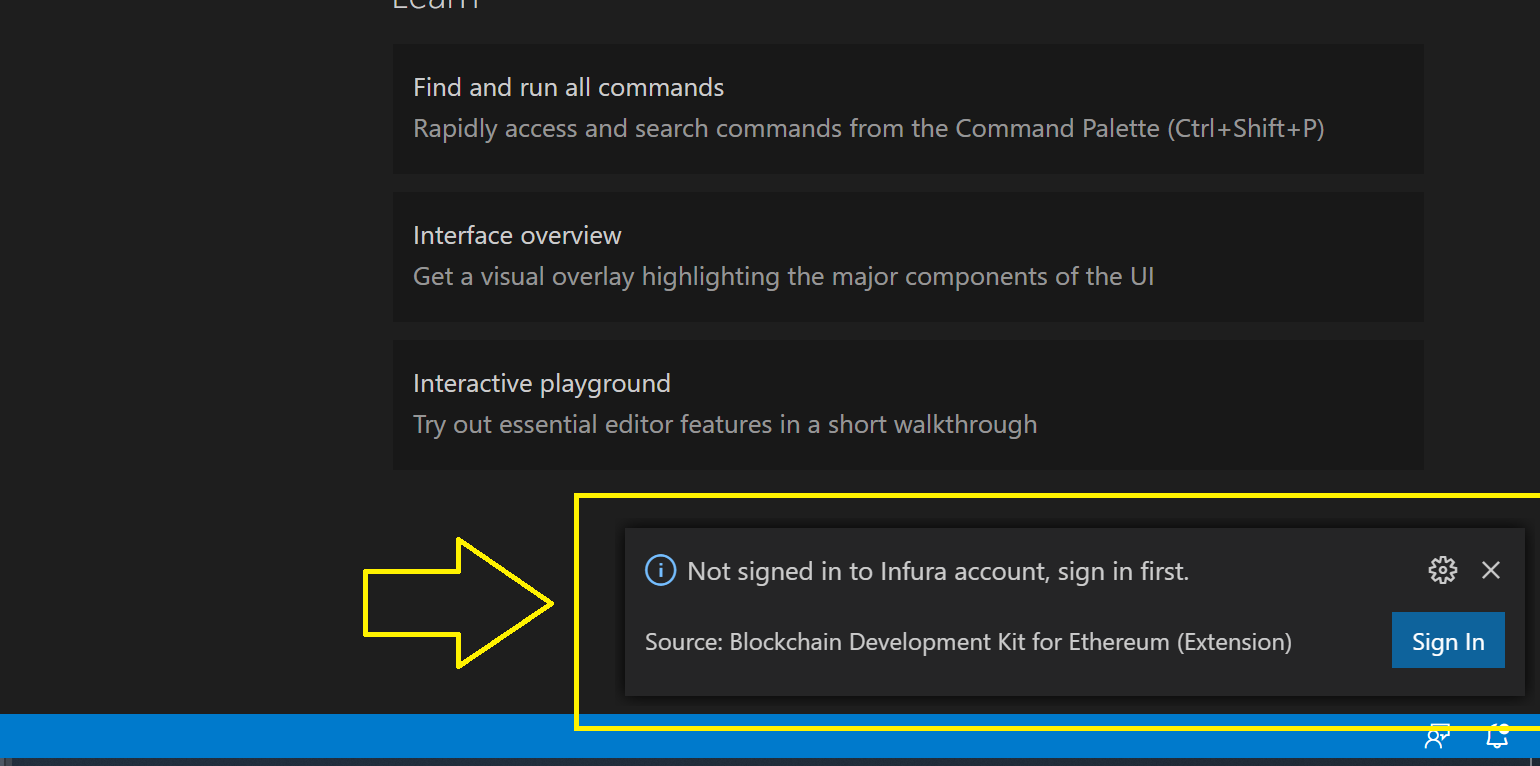 Learn
Find and run all commands
Rapidly access and search commands from the Command Palette (Ctrl+Shift+P)
Interface overview
Get a visual overlay highlighting the major components of the UI
Interactive playground
Try out essential editor features in a short walkthrough
Not signed in to Infura account, sign in first.
Source: Blockchain Development Kit for Ethereum (Extension)
Sign In